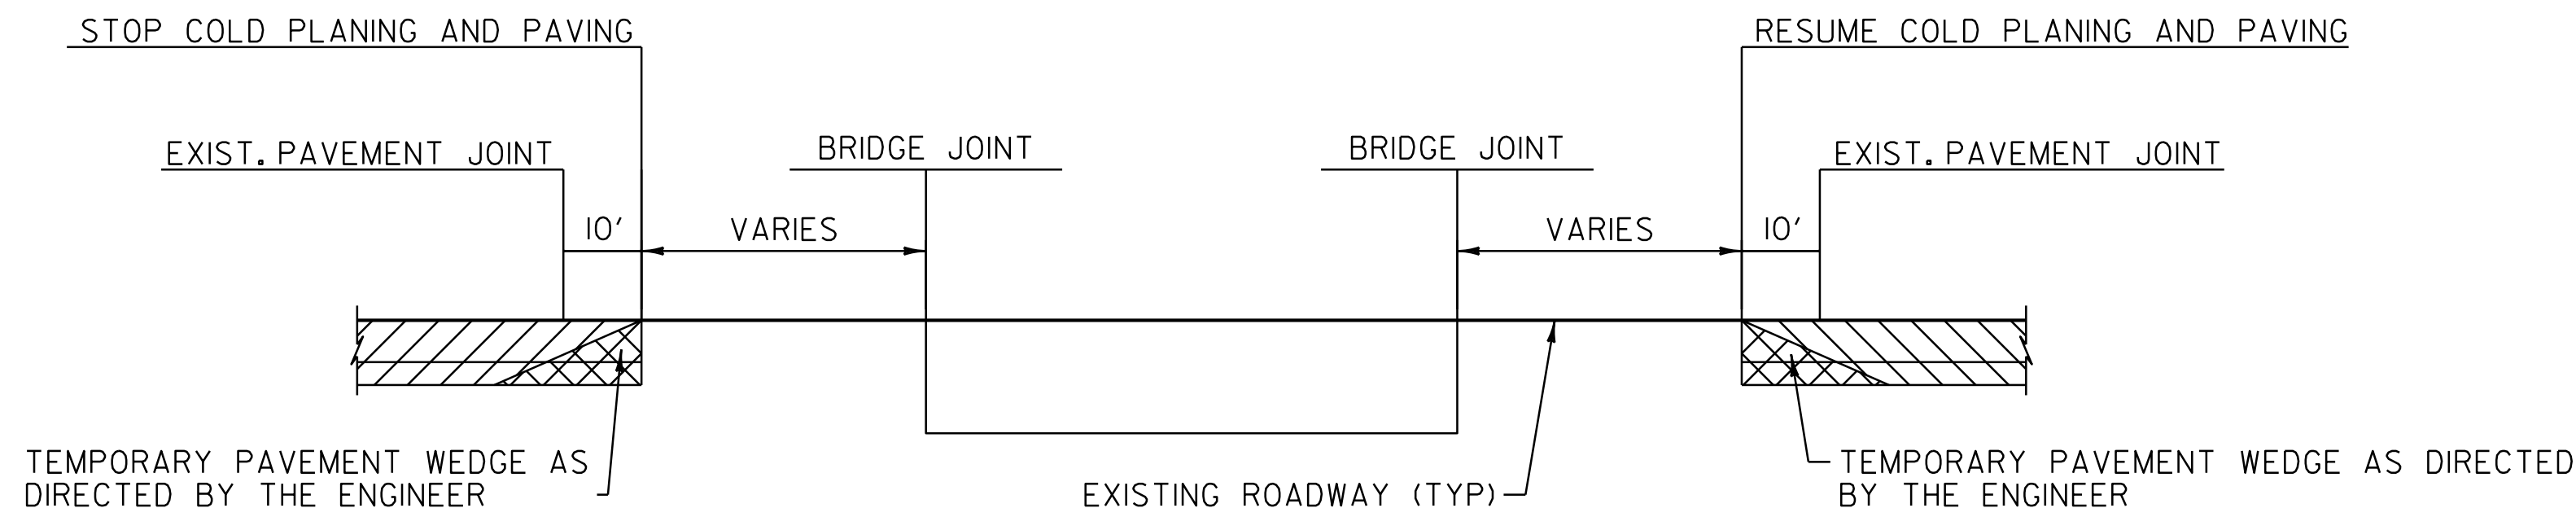 STOP COLD PLANING AND PAVING
RESUME COLD PLANING AND PAVING
EXIST. PAVEMENT JOINT
BRIDGE JOINT
BRIDGE JOINT
EXIST. PAVEMENT JOINT
10'
VARIES
VARIES
10'
TEMPORARY PAVEMENT WEDGE AS
DIRECTED BY THE ENGINEER
EXISTING ROADWAY (TYP)
TEMPORARY PAVEMENT WEDGE AS DIRECTED
BY THE ENGINEER